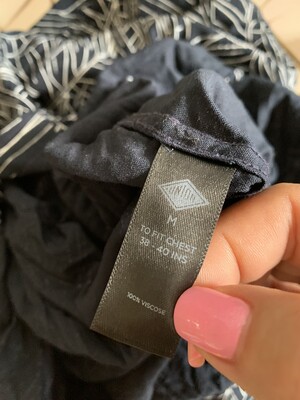 M
TO FIT CHEST
38 - 40 INS
100% VISCOSE